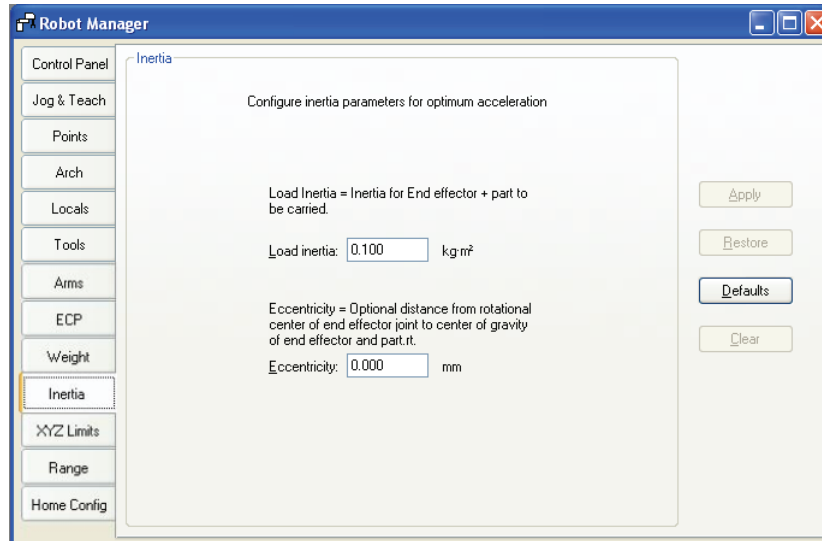 Robot Manager
Control Panel
Jog & Teach
Points
Arch
Locals
Tools
Arms
ECP
Weight
Inertia
XYZ Limits
Range
Home Config
Inertia
Configure inertia parameters for optimum acceleration
Load Inertia = Inertia for End effector + part to
be carried.
Load inertia: 0.100 kg·m²
Eccentricity = Optional distance from rotational
center of end effector joint to center of gravity
of end effector and part.rt.
Eccentricity: 0.000 mm
Apply
Restore
Defaults
Clear